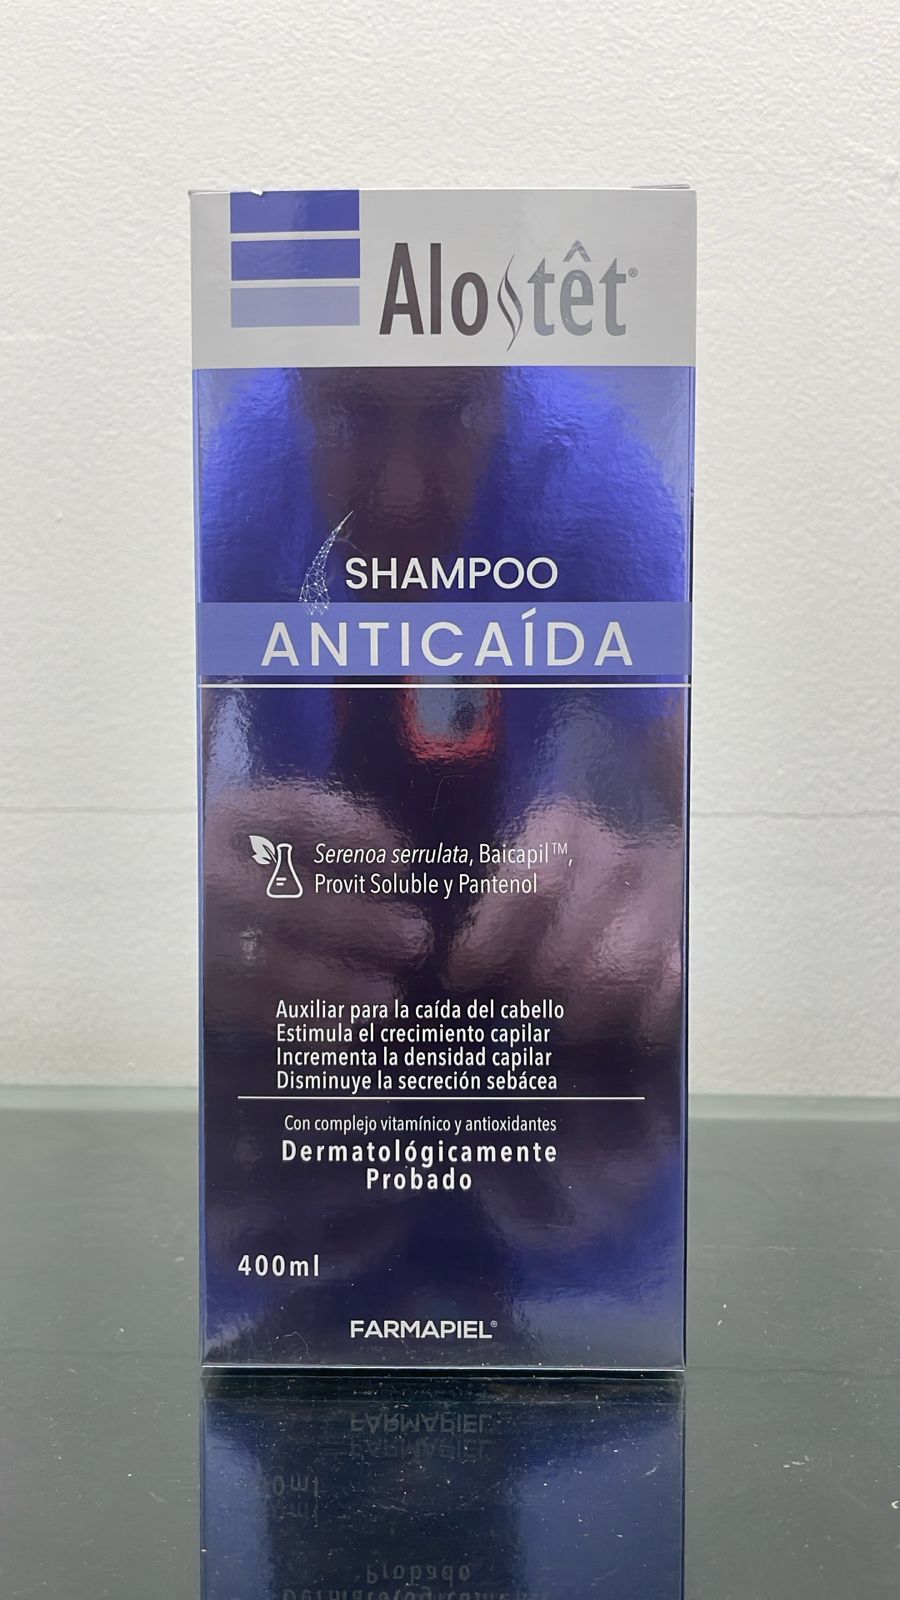 Alostêt®
SHAMPOO
ANTICAÍDA
Serenoa serrulata, Baicapil™,
Provit Soluble y Pantenol
Auxiliar para la caída del cabello
Estimula el crecimiento capilar
Incrementa la densidad capilar
Disminuye la secreción sebácea
Con complejo vitamínico y antioxidantes
Dermatológicamente
Probado
400ml
FARMAPIEL®